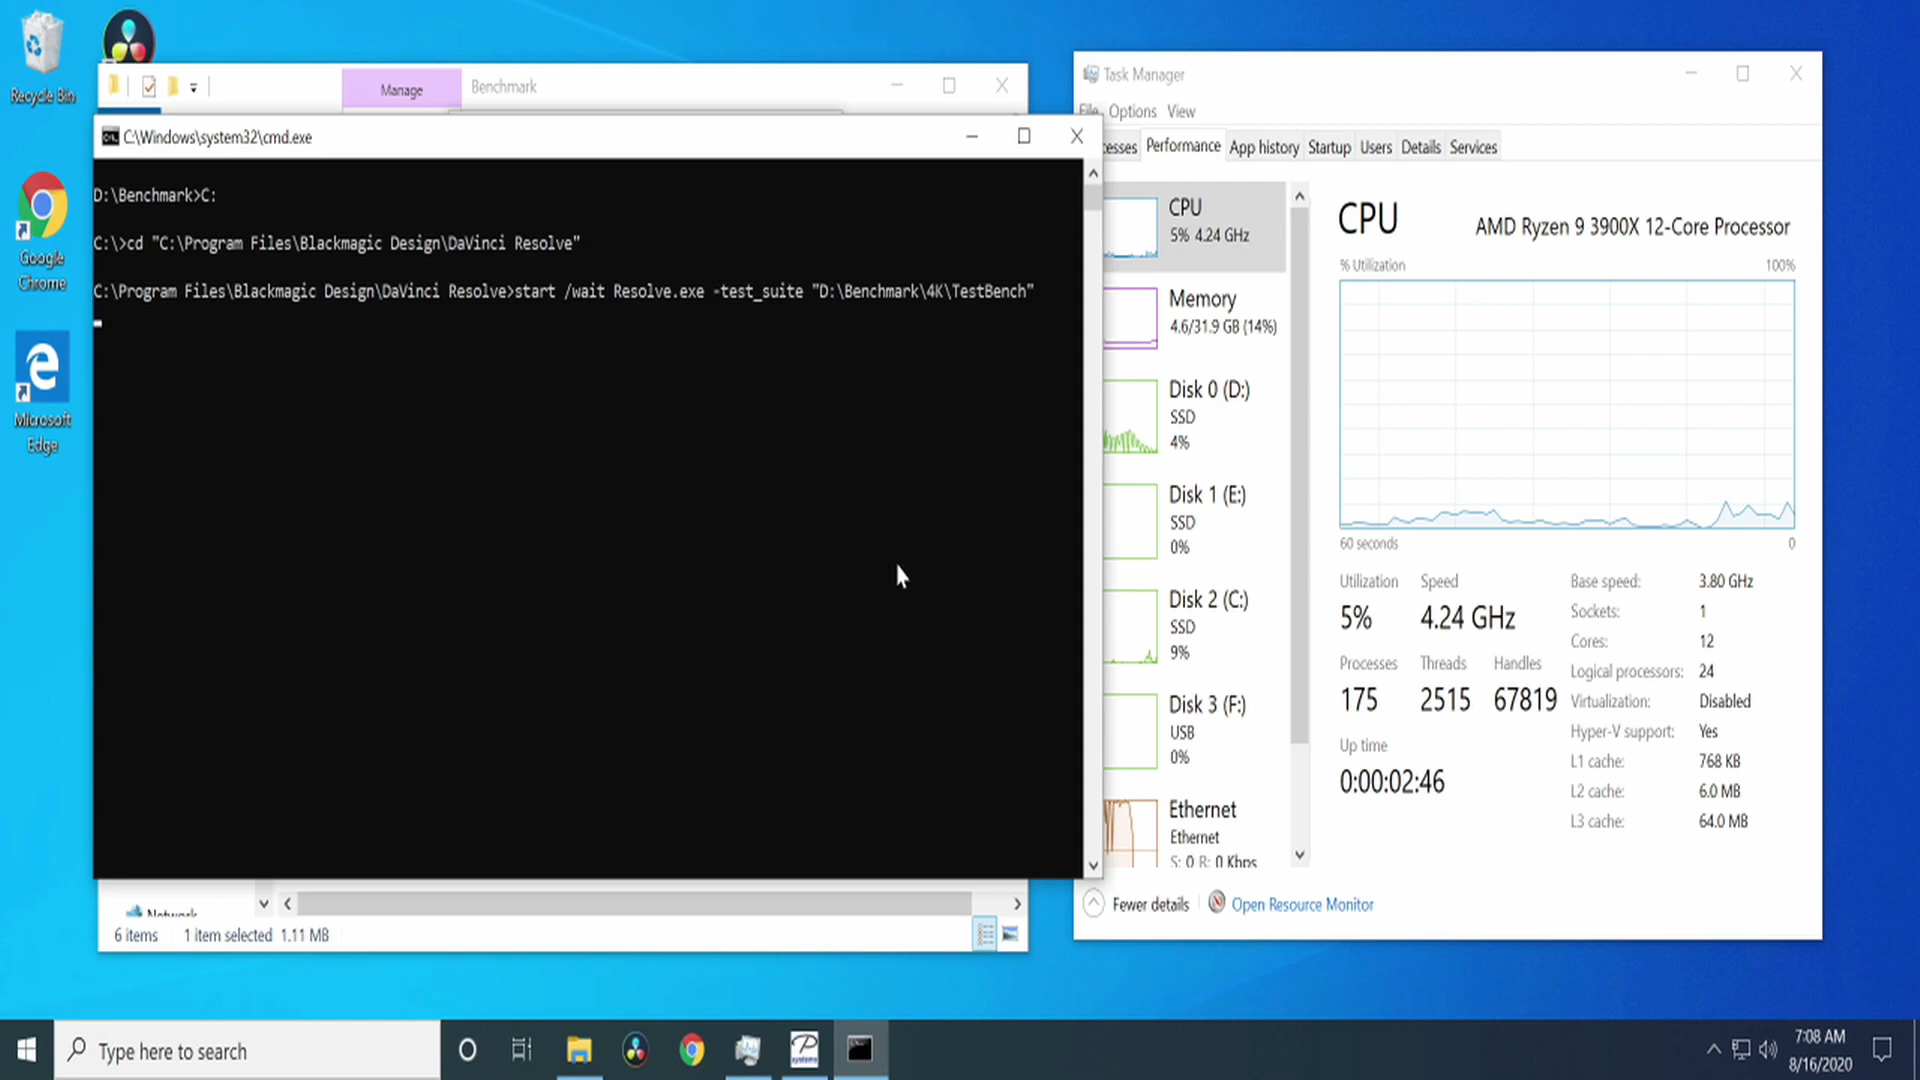 Recycle Bin
Google
Chrome
Microsoft
Edge
Manage
Benchmark
C:\Windows\system32\cmd.exe
D:\Benchmark>C:
C:\>cd "C:\Program Files\Blackmagic Design\DaVinci Resolve"
C:\Program Files\Blackmagic Design\DaVinci Resolve>start /wait Resolve.exe -test_suite "D:\Benchmark\4K\TestBench"
Network
6 items 1 item selected 1.11 MB
Task Manager
File Options View
esses Performance App history Startup Users Details Services
CPU
5% 4.24 GHz
Memory
4.6/31.9 GB (14%)
Disk 0 (D:)
SSD
4%
Disk 1 (E:)
SSD
0%
Disk 2 (C:)
SSD
9%
Disk 3 (F:)
USB
0%
Ethernet
Ethernet
S: 0 R: 0 Kbps
CPU AMD Ryzen 9 3900X 12-Core Processor
% Utilization 100%
60 seconds 0
Utilization Speed
5% 4.24 GHz
Processes Threads Handles
175 2515 67819
Up time
0:00:02:46
Base speed: 3.80 GHz
Sockets: 1
Cores: 12
Logical processors: 24
Virtualization: Disabled
Hyper-V support: Yes
L1 cache: 768 KB
L2 cache: 6.0 MB
L3 cache: 64.0 MB
Fewer details Open Resource Monitor
Type here to search
7:08 AM
8/16/2020